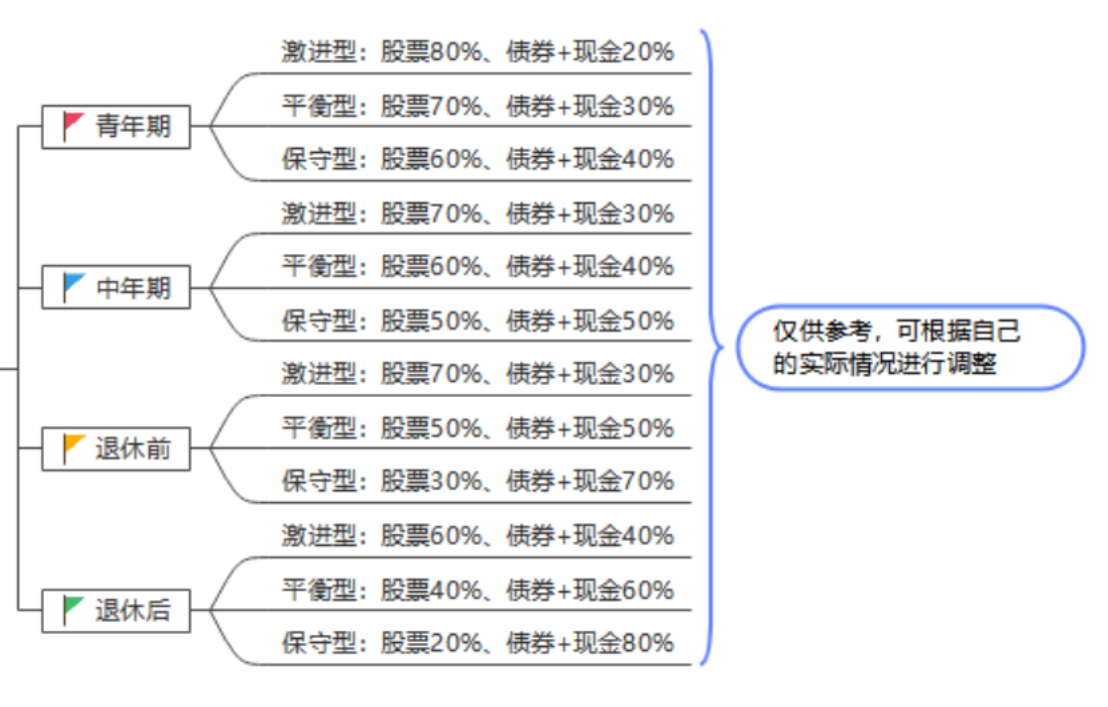 青年期
激进型：股票80%、债券+现金20%
平衡型：股票70%、债券+现金30%
保守型：股票60%、债券+现金40%
中年期
激进型：股票70%、债券+现金30%
平衡型：股票60%、债券+现金40%
保守型：股票50%、债券+现金50%
退休前
激进型：股票70%、债券+现金30%
平衡型：股票50%、债券+现金50%
保守型：股票30%、债券+现金70%
退休后
激进型：股票60%、债券+现金40%
平衡型：股票40%、债券+现金60%
保守型：股票20%、债券+现金80%
仅供参考，可根据自己
的实际情况进行调整